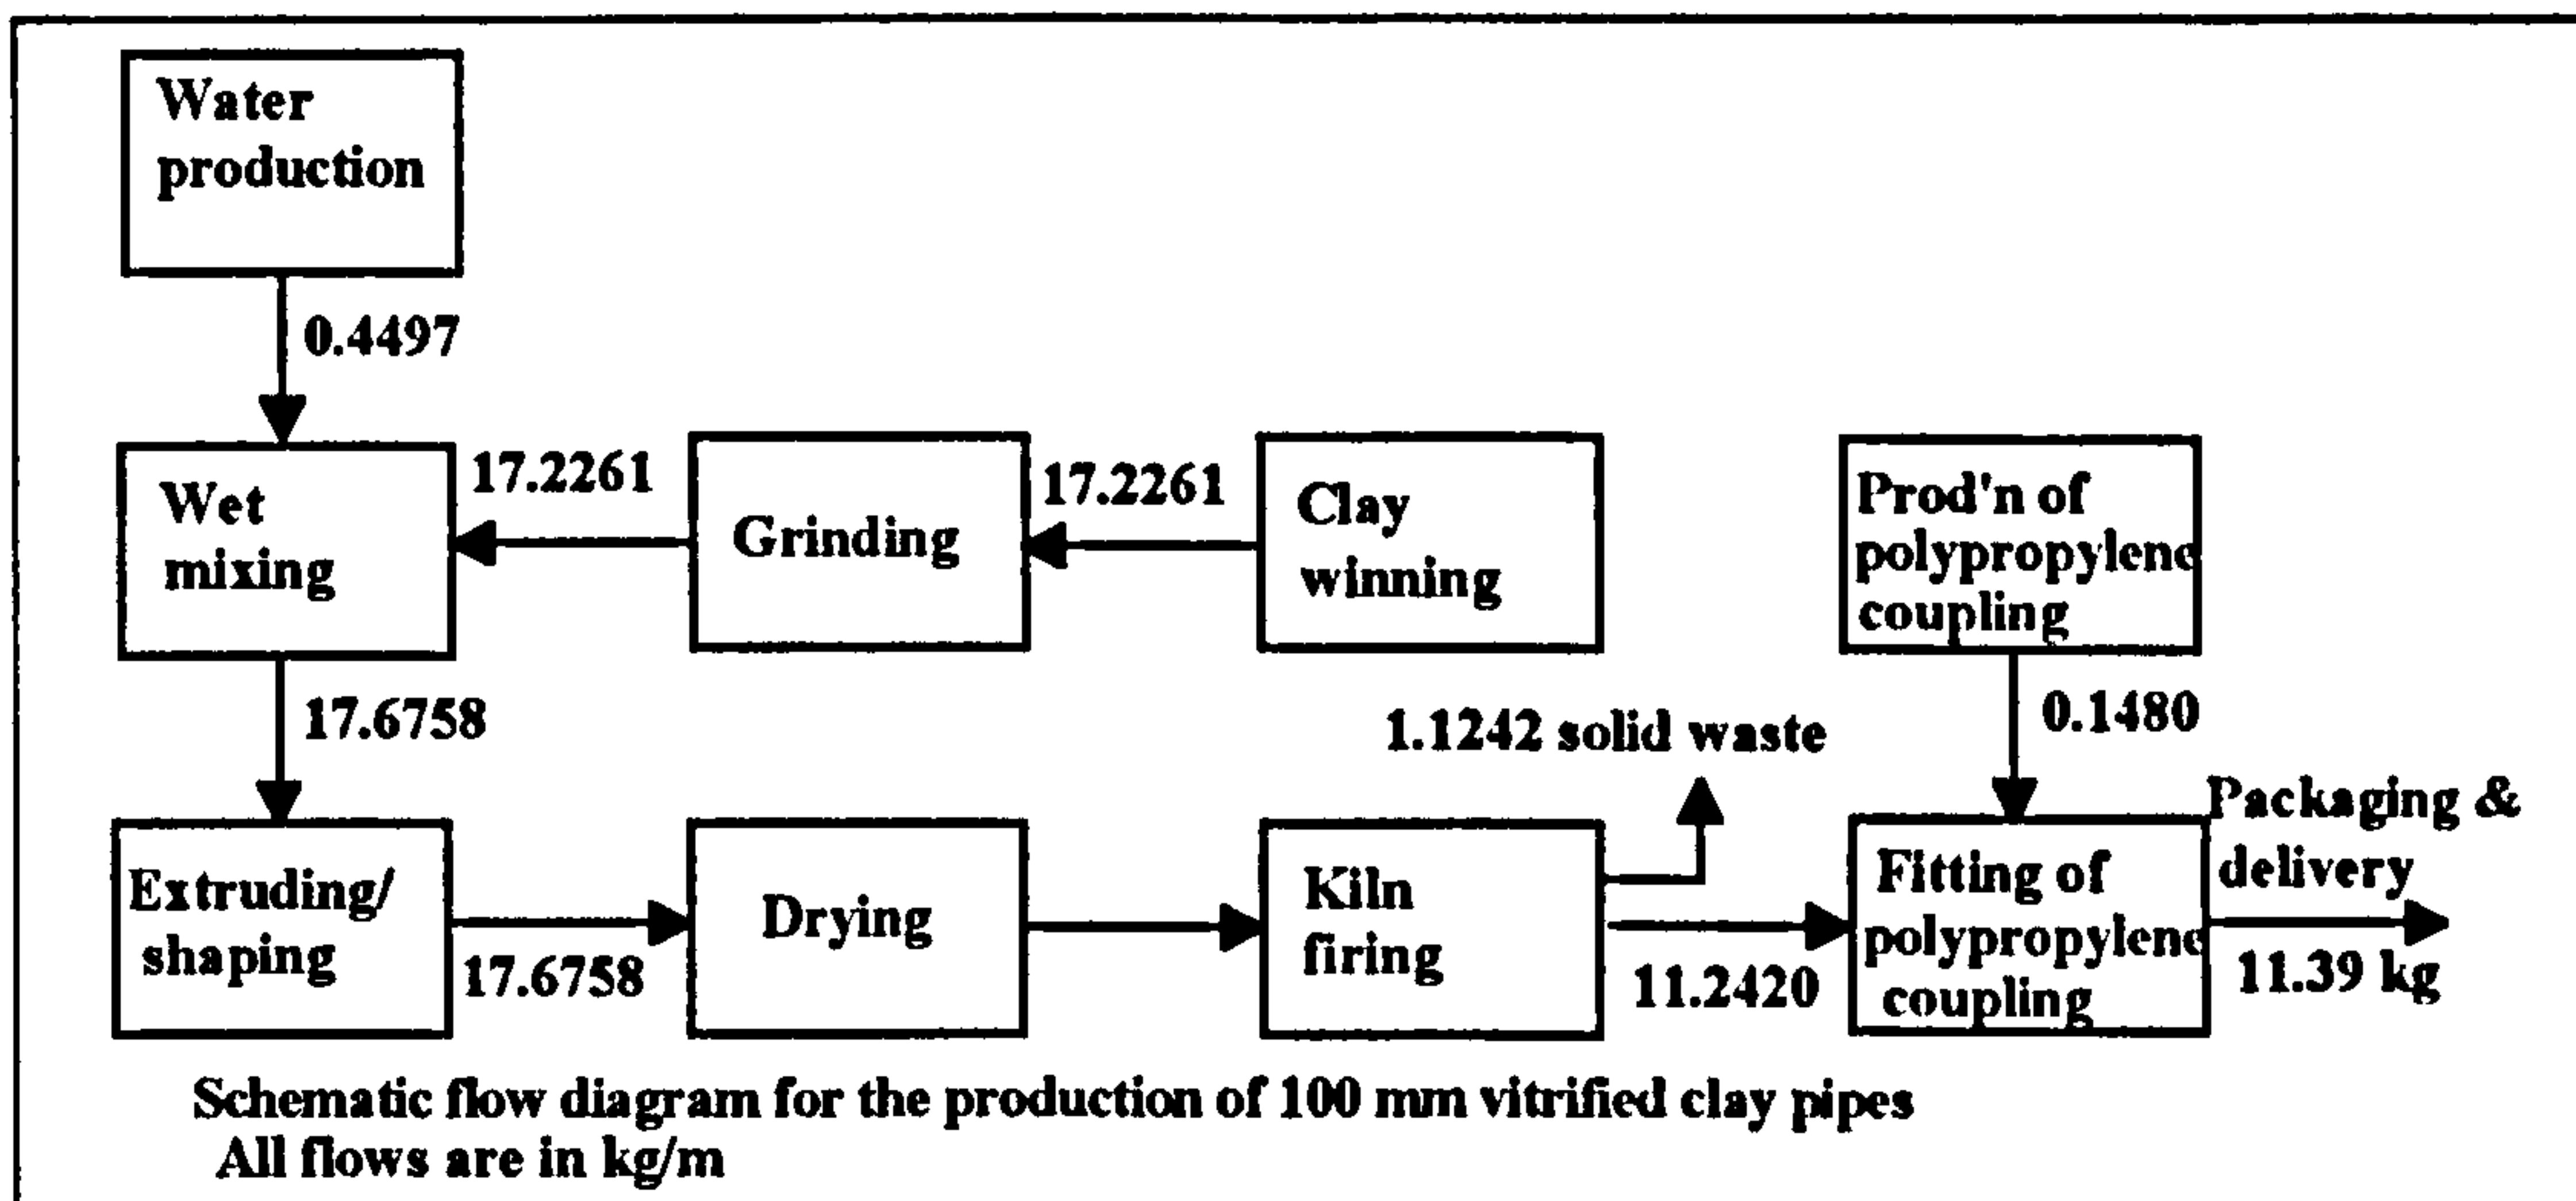 Water
production
0.4497
Wet
mixing
17.2261
Grinding
17.2261
Clay
winning
Prod'n of
polypropylene
coupling
17.6758
1.1242 solid waste
0.1480
Packaging &
delivery
Extruding/
shaping
17.6758
Drying
Kiln
firing
11.2420
Fitting of
polypropylene
coupling
11.39 kg
Schematic flow diagram for the production of 100 mm vitrified clay pipes
All flows are in kg/m